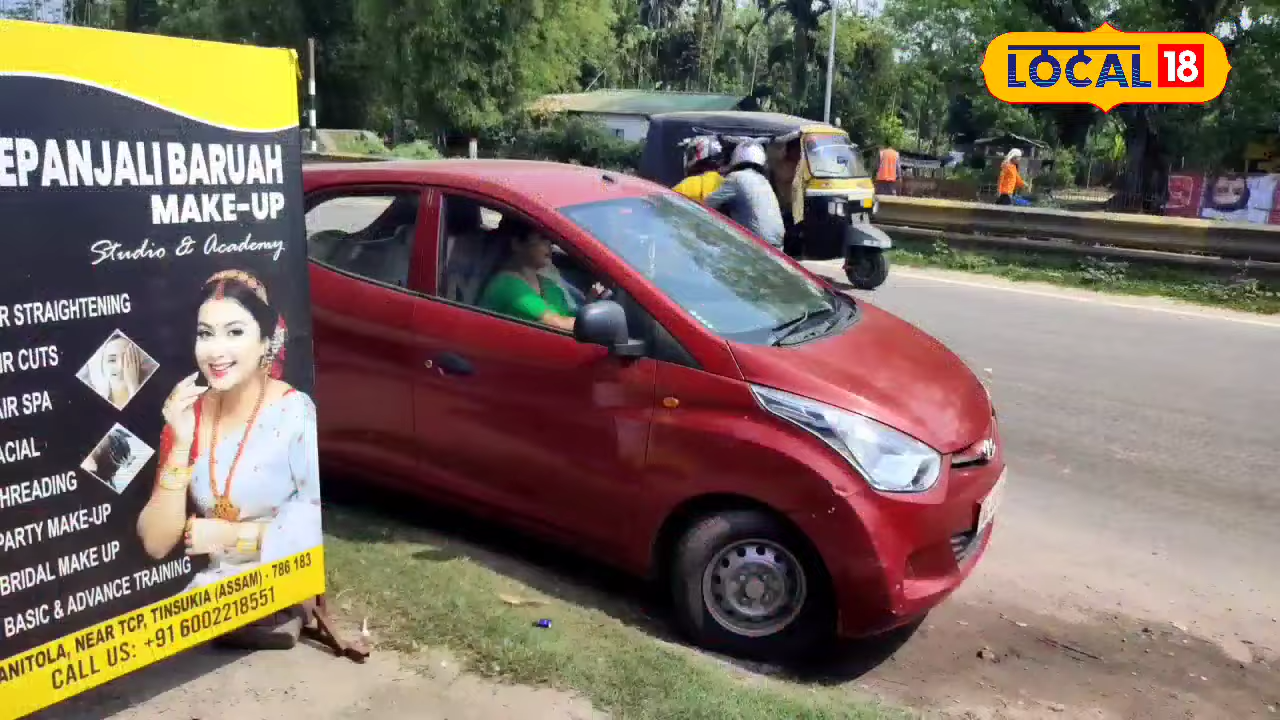 EPANJALI BARUAH
MAKE-UP
Studio & Academy
R STRAIGHTENING
IR CUTS
AIR SPA
ACIAL
HREADING
PARTY MAKE-UP
BRIDAL MAKE UP
BASIC & ADVANCE TRAINING
ANITOLA, NEAR TCP, TINSUKIA (ASSAM) - 786 183
CALL US: +91 6002218551
LOCAL 18